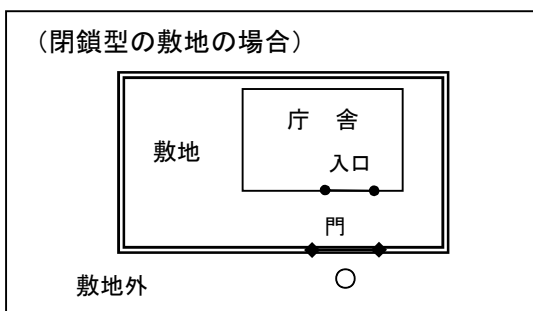 （閉鎖型の敷地の場合）
庁 舎
敷地
入口
門
敷地外